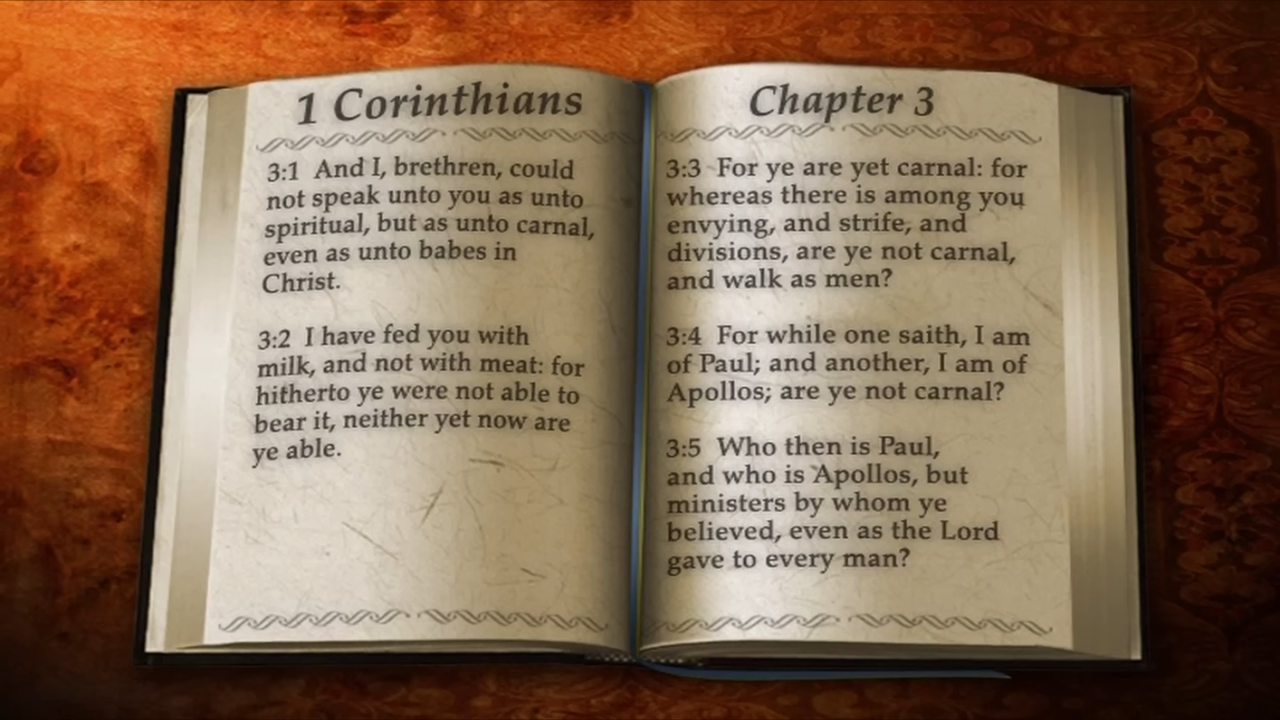 1 Corinthians
3:1 And I, brethren, could
not speak unto you as unto
spiritual, but as unto carnal,
even as unto babes in
Christ.
3:2 I have fed you with
milk, and not with meat: for
hitherto ye were not able to
bear it, neither yet now are
ye able.
Chapter 3
3:3 For ye are yet carnal: for
whereas there is among you
envying, and strife, and
divisions, are ye not carnal,
and walk as men?
3:4 For while one saith, I am
of Paul; and another, I am of
Apollos; are ye not carnal?
3:5 Who then is Paul,
and who is Apollos, but
ministers by whom ye
believed, even as the Lord
gave to every man?